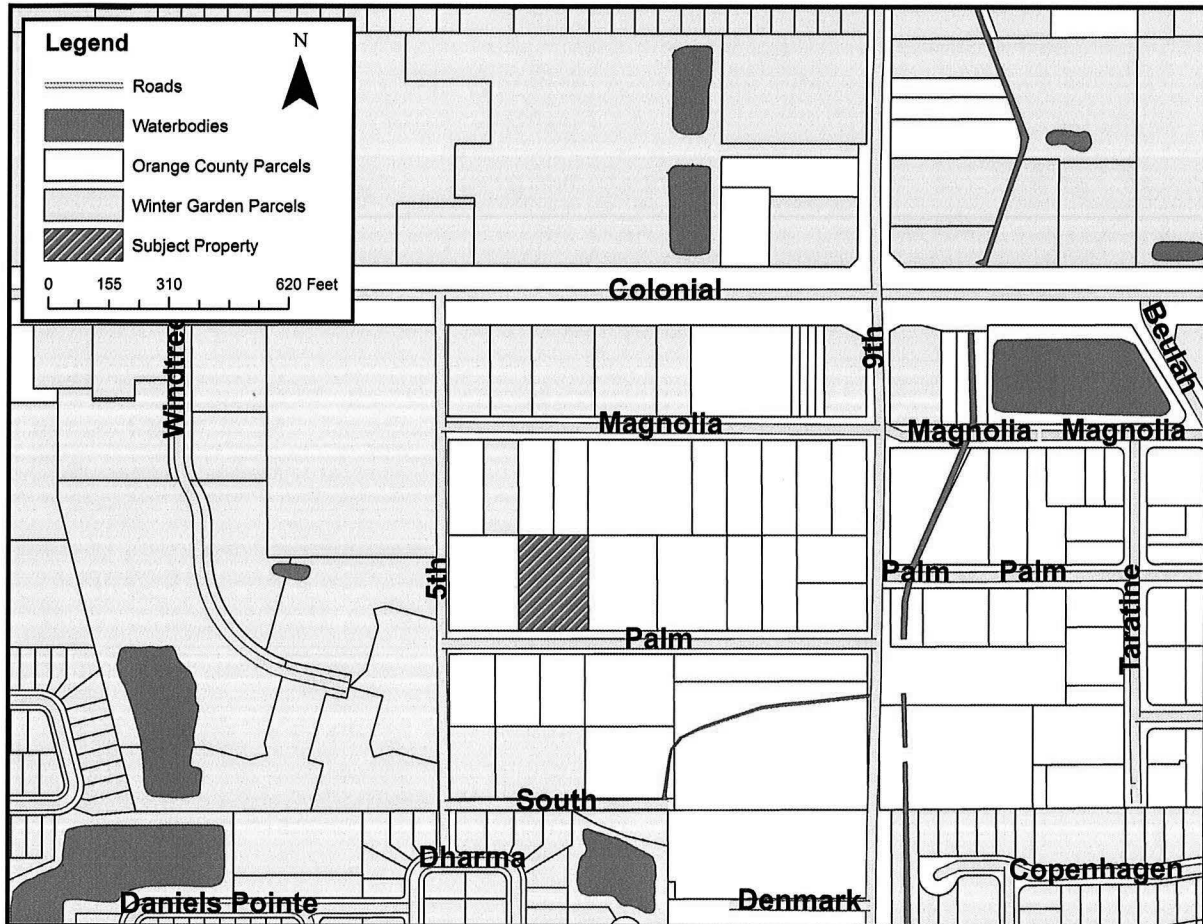 Legend
N
Roads
Waterbodies
Orange County Parcels
Winter Garden Parcels
Subject Property
0 155 310 620 Feet
Colonial
Windtree
9th
Beulah
Magnolia
Magnolia
Magnolia
5th
Palm
Palm
Palm
Taratine
South
Dharma
Copenhagen
Daniels Pointe
Denmark